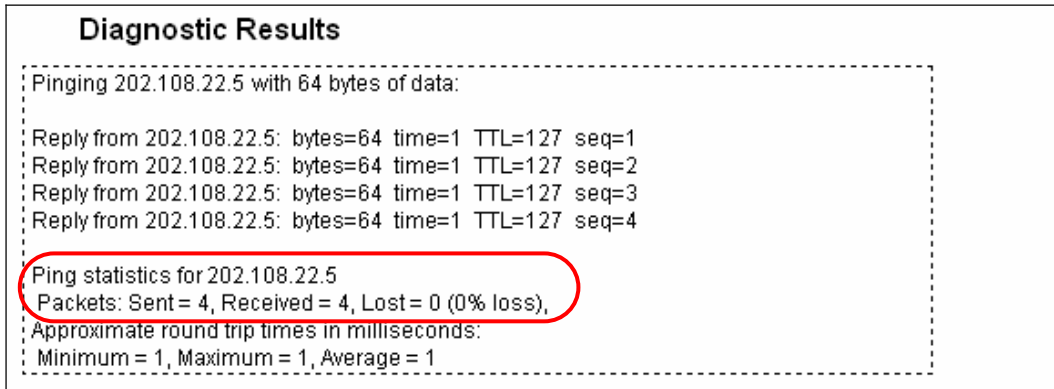 Diagnostic Results
Pinging 202.108.22.5 with 64 bytes of data:
Reply from 202.108.22.5: bytes=64 time=1 TTL=127 seq=1
Reply from 202.108.22.5: bytes=64 time=1 TTL=127 seq=2
Reply from 202.108.22.5: bytes=64 time=1 TTL=127 seq=3
Reply from 202.108.22.5: bytes=64 time=1 TTL=127 seq=4
Ping statistics for 202.108.22.5
Packets: Sent = 4, Received = 4, Lost = 0 (0% loss),
Approximate round trip times in milliseconds:
Minimum = 1, Maximum = 1, Average = 1